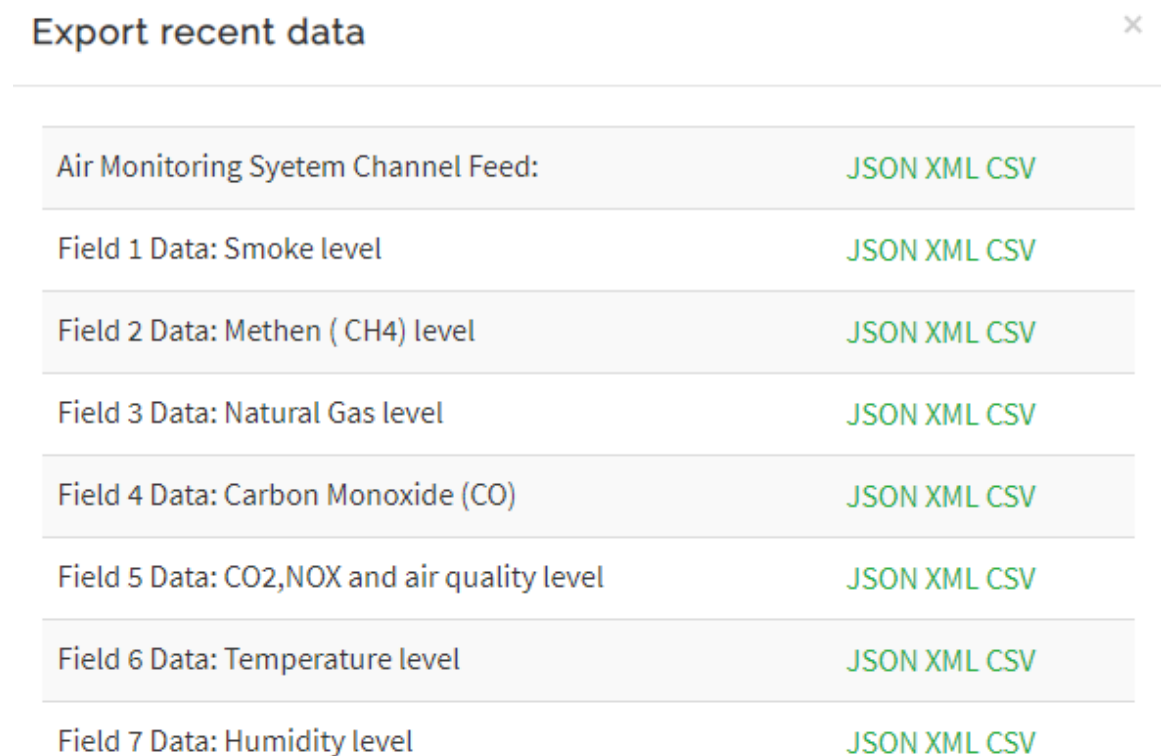 Export recent data ×
Air Monitoring Syetem Channel Feed: JSON XML CSV
Field 1 Data: Smoke level JSON XML CSV
Field 2 Data: Methen ( CH4) level JSON XML CSV
Field 3 Data: Natural Gas level JSON XML CSV
Field 4 Data: Carbon Monoxide (CO) JSON XML CSV
Field 5 Data: CO2,NOX and air quality level JSON XML CSV
Field 6 Data: Temperature level JSON XML CSV
Field 7 Data: Humidity level JSON XML CSV